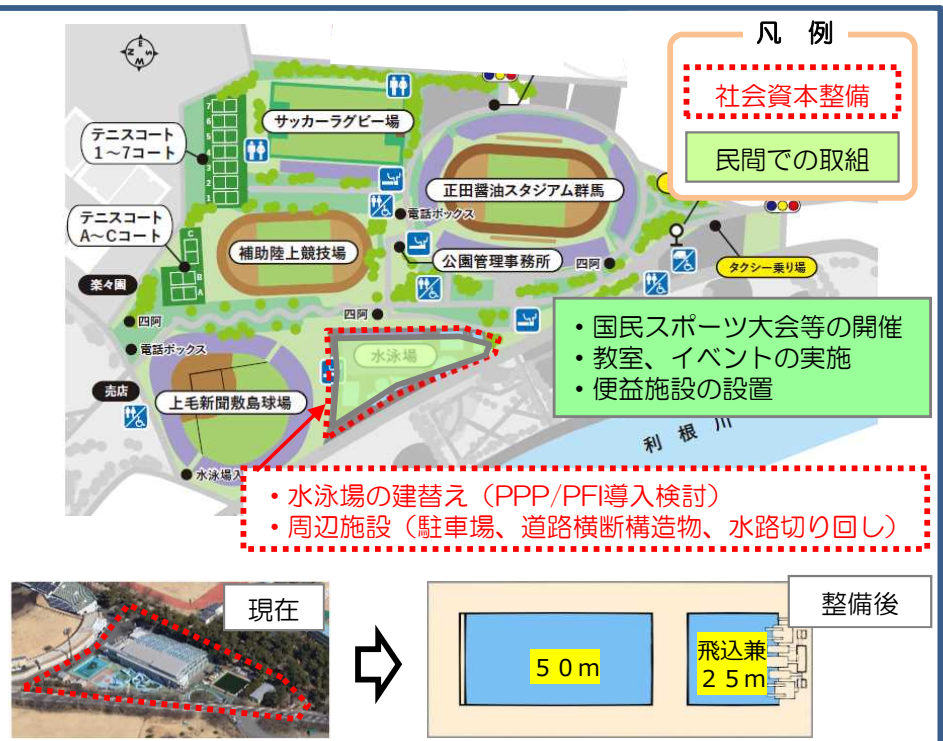 凡 例
社会資本整備
民間での取組
N
E
S
W
テニスコート
1～7コート
7
6
5
4
3
2
1
サッカーラグビー場
正田醤油スタジアム群馬
電話ボックス
テニスコート
A～Cコート
C
B
A
補助陸上競技場
公園管理事務所
四阿
タクシー乗り場
楽々園
四阿
四阿
電話ボックス
水泳場
売店
上毛新聞敷島球場
水泳場入
利根川
・国民スポーツ大会等の開催
・教室、イベントの実施
・便益施設の設置
・水泳場の建替え（PPP/PFI導入検討）
・周辺施設（駐車場、道路横断構造物、水路切り回し）
現在
整備後
５０ｍ
飛込兼
２５ｍ